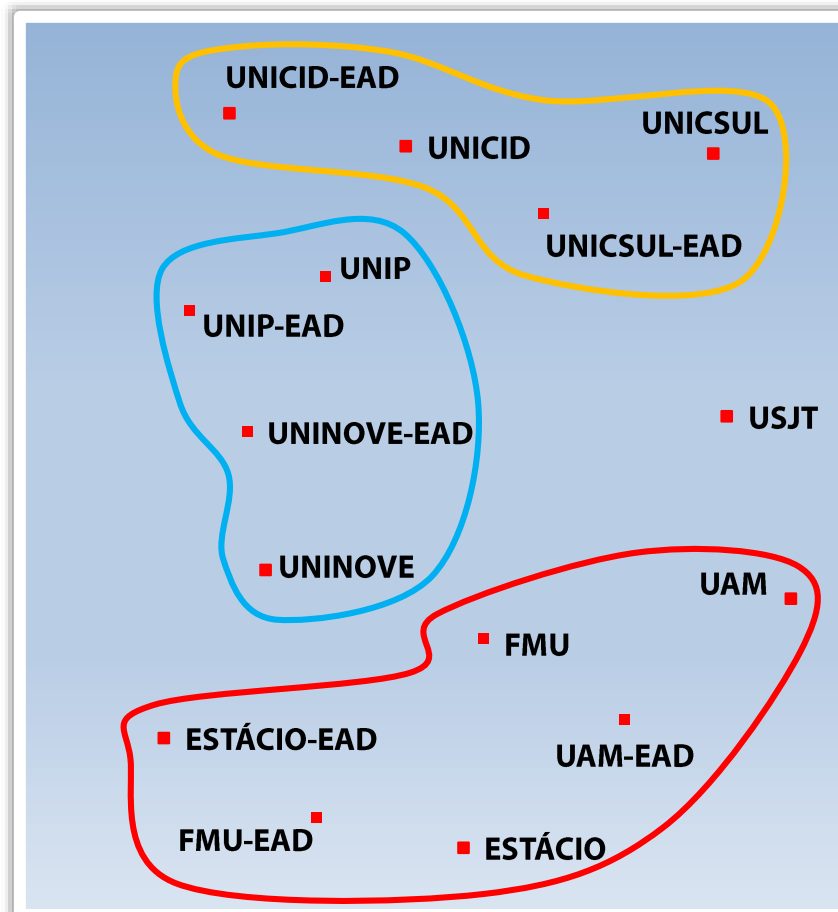 UNICID-EAD
UNICSUL
UNICID
UNICSUL-EAD
UNIP
UNIP-EAD
USJT
UNINOVE-EAD
UNINOVE
UAM
FMU
ESTÁCIO-EAD
UAM-EAD
FMU-EAD
ESTÁCIO